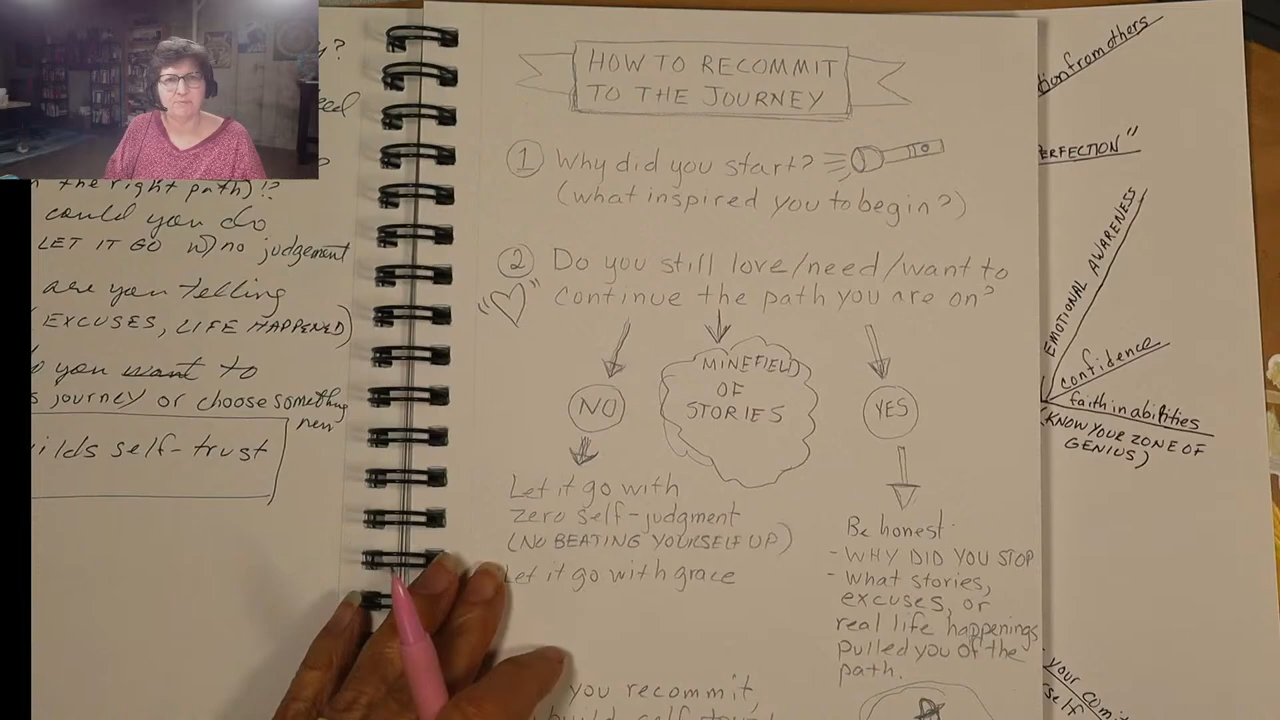 HOW TO RECOMMIT
TO THE JOURNEY
① Why did you start?
(what inspired you to begin?)
② Do you still love/need/want to
continue the path you are on?
NO
MINEFIELD
OF
STORIES
YES
Let it go with
zero self-judgment
(NO BEATING YOURSELF UP)
Let it go with grace
Be honest
- WHY DID YOU STOP
- what stories,
excuses, or
real life happenings
pulled you of the
path.
you recommit,
build self-trust
the right path)!?
could you do
LET IT GO w/ no judgement
are you telling
(EXCUSES, LIFE HAPPENED)
you want to
journey or choose something
new
self-trust
from others
PERFECTION"
EMOTIONAL AWARENESS
confidence
faith in abilities
(KNOW YOUR ZONE OF
GENIUS)
your